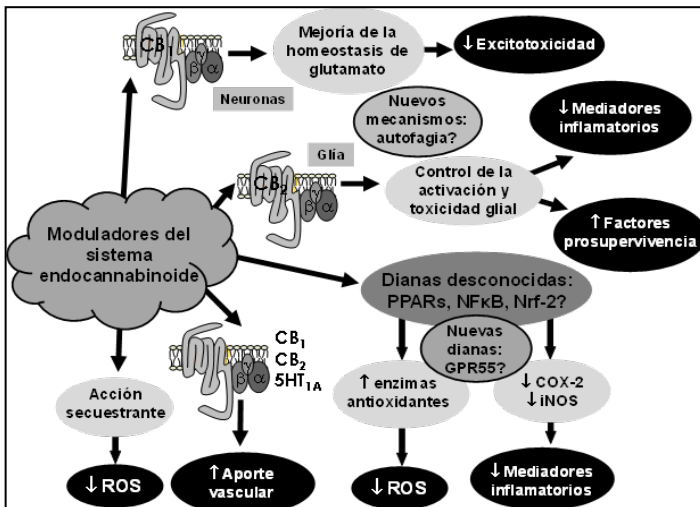 CB₁
β γ α
Neuronas
Mejoría de la
homeostasis de
glutamato
↓ Excitotoxicidad
Nuevos
mecanismos:
autofagia?
↓ Mediadores
inflamatorios
Glía
CB₂
β γ α
Control de la
activación y
toxicidad glial
↑ Factores
prosupervivencia
Moduladores del
sistema
endocannabinoide
Dianas desconocidas:
PPARs, NFκB, Nrf-2?
Nuevas
dianas:
GPR55?
CB₁
CB₂
5HT₁A
β γ α
Acción
secuestrante
↑ enzimas
antioxidantes
↓ COX-2
↓ iNOS
↓ ROS
↑ Aporte
vascular
↓ ROS
↓ Mediadores
inflamatorios